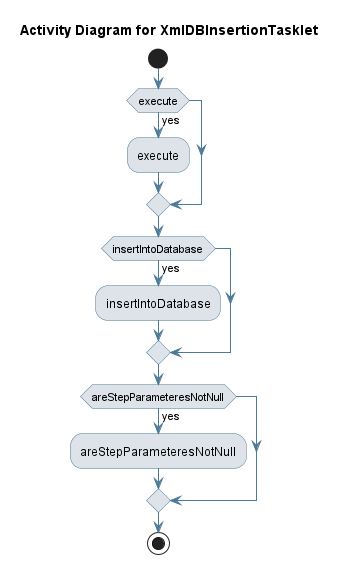 Activity Diagram for XmlDBInsertionTasklet
execute
yes
execute
insertIntoDatabase
yes
insertIntoDatabase
areStepParameteresNotNull
yes
areStepParameteresNotNull